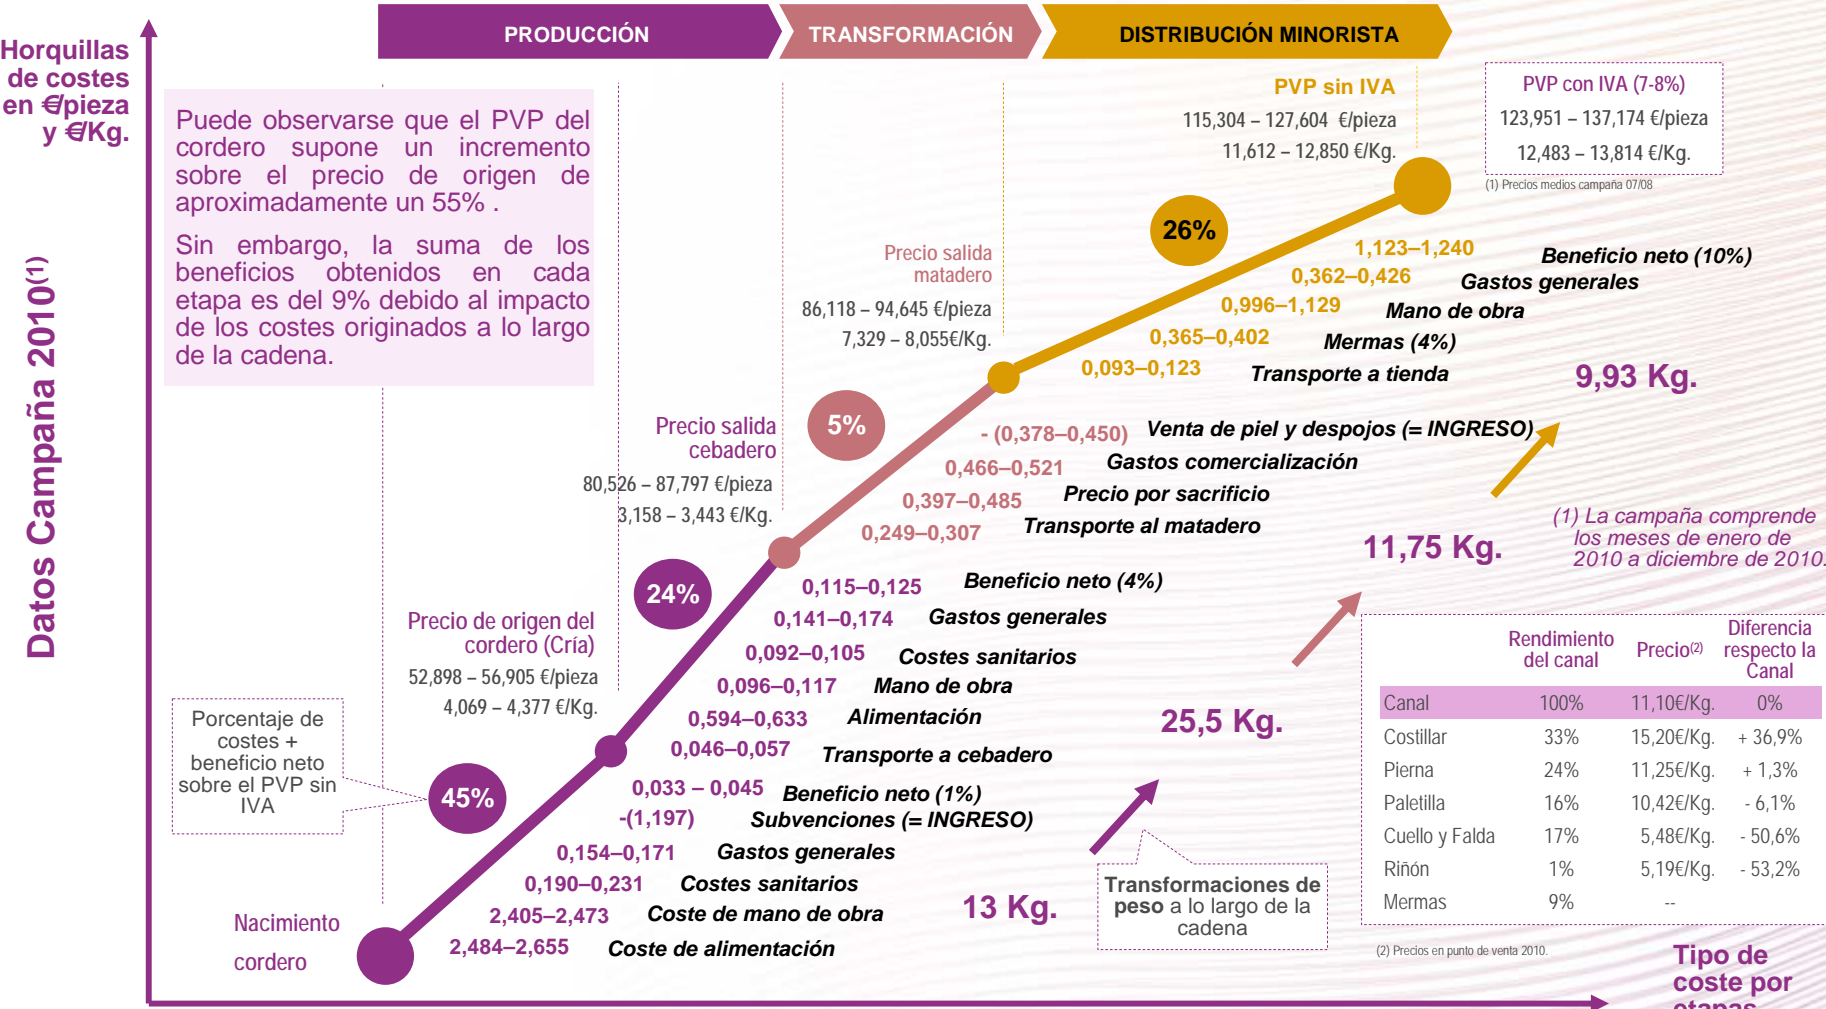 PRODUCCIÓN
TRANSFORMACIÓN
DISTRIBUCIÓN MINORISTA
Horquillas
de costes
en €/pieza
y €/Kg.
Datos Campaña 2010(1)
Puede observarse que el PVP del
cordero supone un incremento
sobre el precio de origen de
aproximadamente un 55% .
Sin embargo, la suma de los
beneficios obtenidos en cada
etapa es del 9% debido al impacto
de los costes originados a lo largo
de la cadena.
PVP sin IVA
115,304 – 127,604 €/pieza
11,612 – 12,850 €/Kg.
PVP con IVA (7-8%)
123,951 – 137,174 €/pieza
12,483 – 13,814 €/Kg.
(1) Precios medios campaña 07/08
26%
1,123–1,240 Beneficio neto (10%)
0,362–0,426 Gastos generales
0,996–1,129 Mano de obra
0,365–0,402 Mermas (4%)
0,093–0,123 Transporte a tienda
9,93 Kg.
Precio salida
matadero
86,118 – 94,645 €/pieza
7,329 – 8,055€/Kg.
5%
- (0,378–0,450) Venta de piel y despojos (= INGRESO)
0,466–0,521 Gastos comercialización
0,397–0,485 Precio por sacrificio
0,249–0,307 Transporte al matadero
11,75 Kg.
(1) La campaña comprende
los meses de enero de
2010 a diciembre de 2010.
Precio salida
cebadero
80,526 – 87,797 €/pieza
3,158 – 3,443 €/Kg.
24%
0,115–0,125 Beneficio neto (4%)
0,141–0,174 Gastos generales
0,092–0,105 Costes sanitarios
0,096–0,117 Mano de obra
0,594–0,633 Alimentación
0,046–0,057 Transporte a cebadero
25,5 Kg.
Precio de origen del
cordero (Cría)
52,898 – 56,905 €/pieza
4,069 – 4,377 €/Kg.
45%
Porcentaje de
costes +
beneficio neto
sobre el PVP sin
IVA
0,033 – 0,045 Beneficio neto (1%)
-(1,197) Subvenciones (= INGRESO)
0,154–0,171 Gastos generales
0,190–0,231 Costes sanitarios
2,405–2,473 Coste de mano de obra
2,484–2,655 Coste de alimentación
13 Kg.
Nacimiento
cordero
Transformaciones de
peso a lo largo de la
cadena
Rendimiento del canal Precio(2) Diferencia respecto la Canal
Canal 100% 11,10€/Kg. 0%
Costillar 33% 15,20€/Kg. + 36,9%
Pierna 24% 11,25€/Kg. + 1,3%
Paletilla 16% 10,42€/Kg. - 6,1%
Cuello y Falda 17% 5,48€/Kg. - 50,6%
Riñón 1% 5,19€/Kg. - 53,2%
Mermas 9% --
(2) Precios en punto de venta 2010.
Tipo de
coste por
etapas